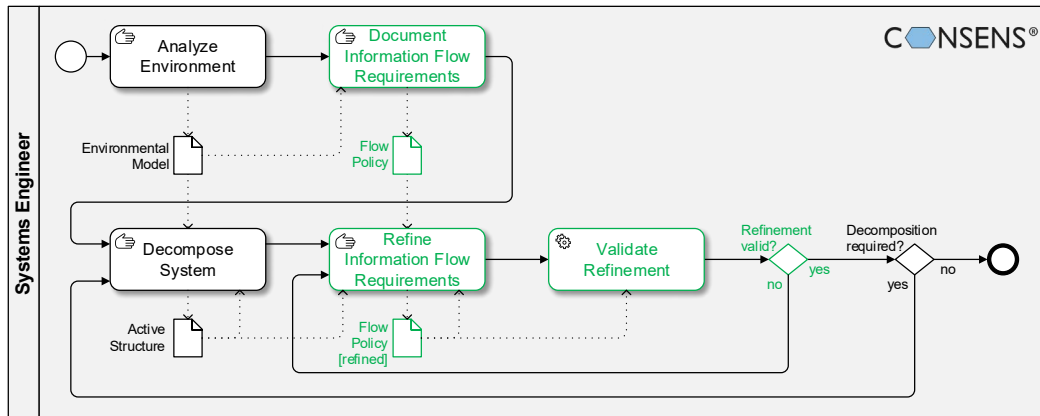 Systems Engineer
Analyze
Environment
Document
Information Flow
Requirements
CONSENS®
Environmental
Model
Flow
Policy
Decompose
System
Refine
Information Flow
Requirements
Validate
Refinement
Refinement
valid?
yes
no
Decomposition
required?
no
yes
Active
Structure
Flow
Policy
[refined]